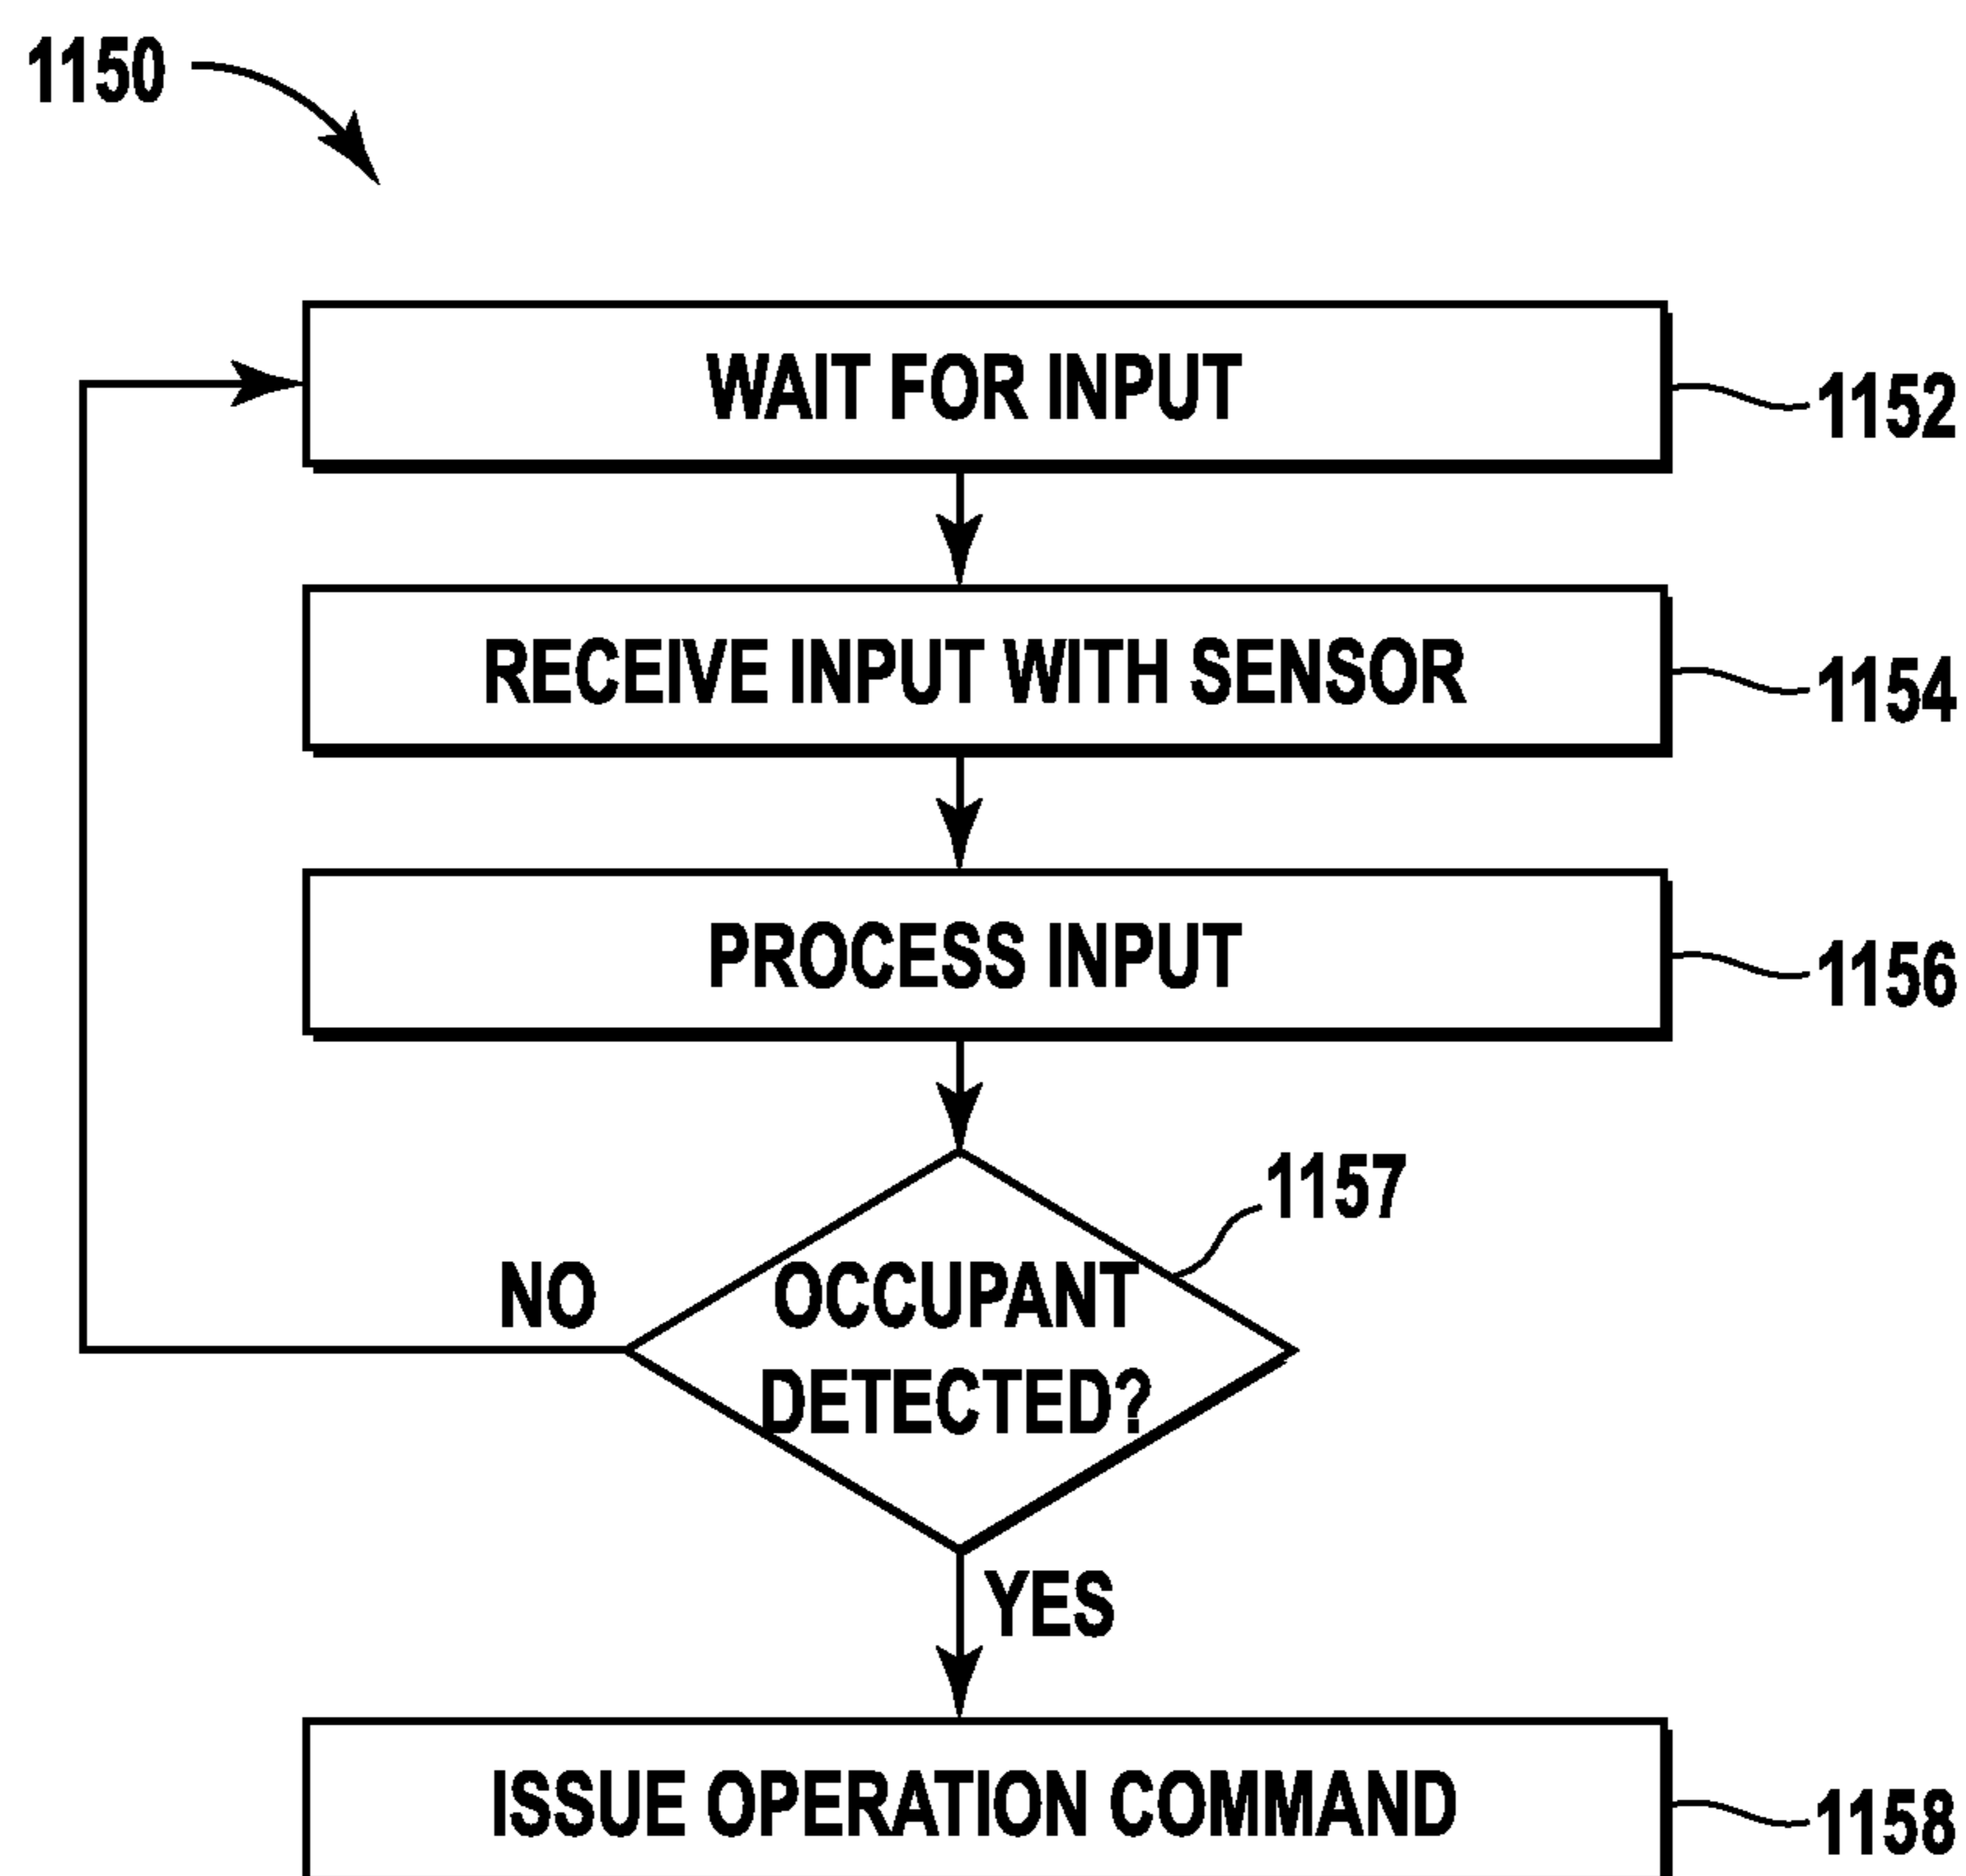 1150
WAIT FOR INPUT
1152
RECEIVE INPUT WITH SENSOR
1154
PROCESS INPUT
1156
1157
NO
OCCUPANT
DETECTED?
YES
ISSUE OPERATION COMMAND
1158